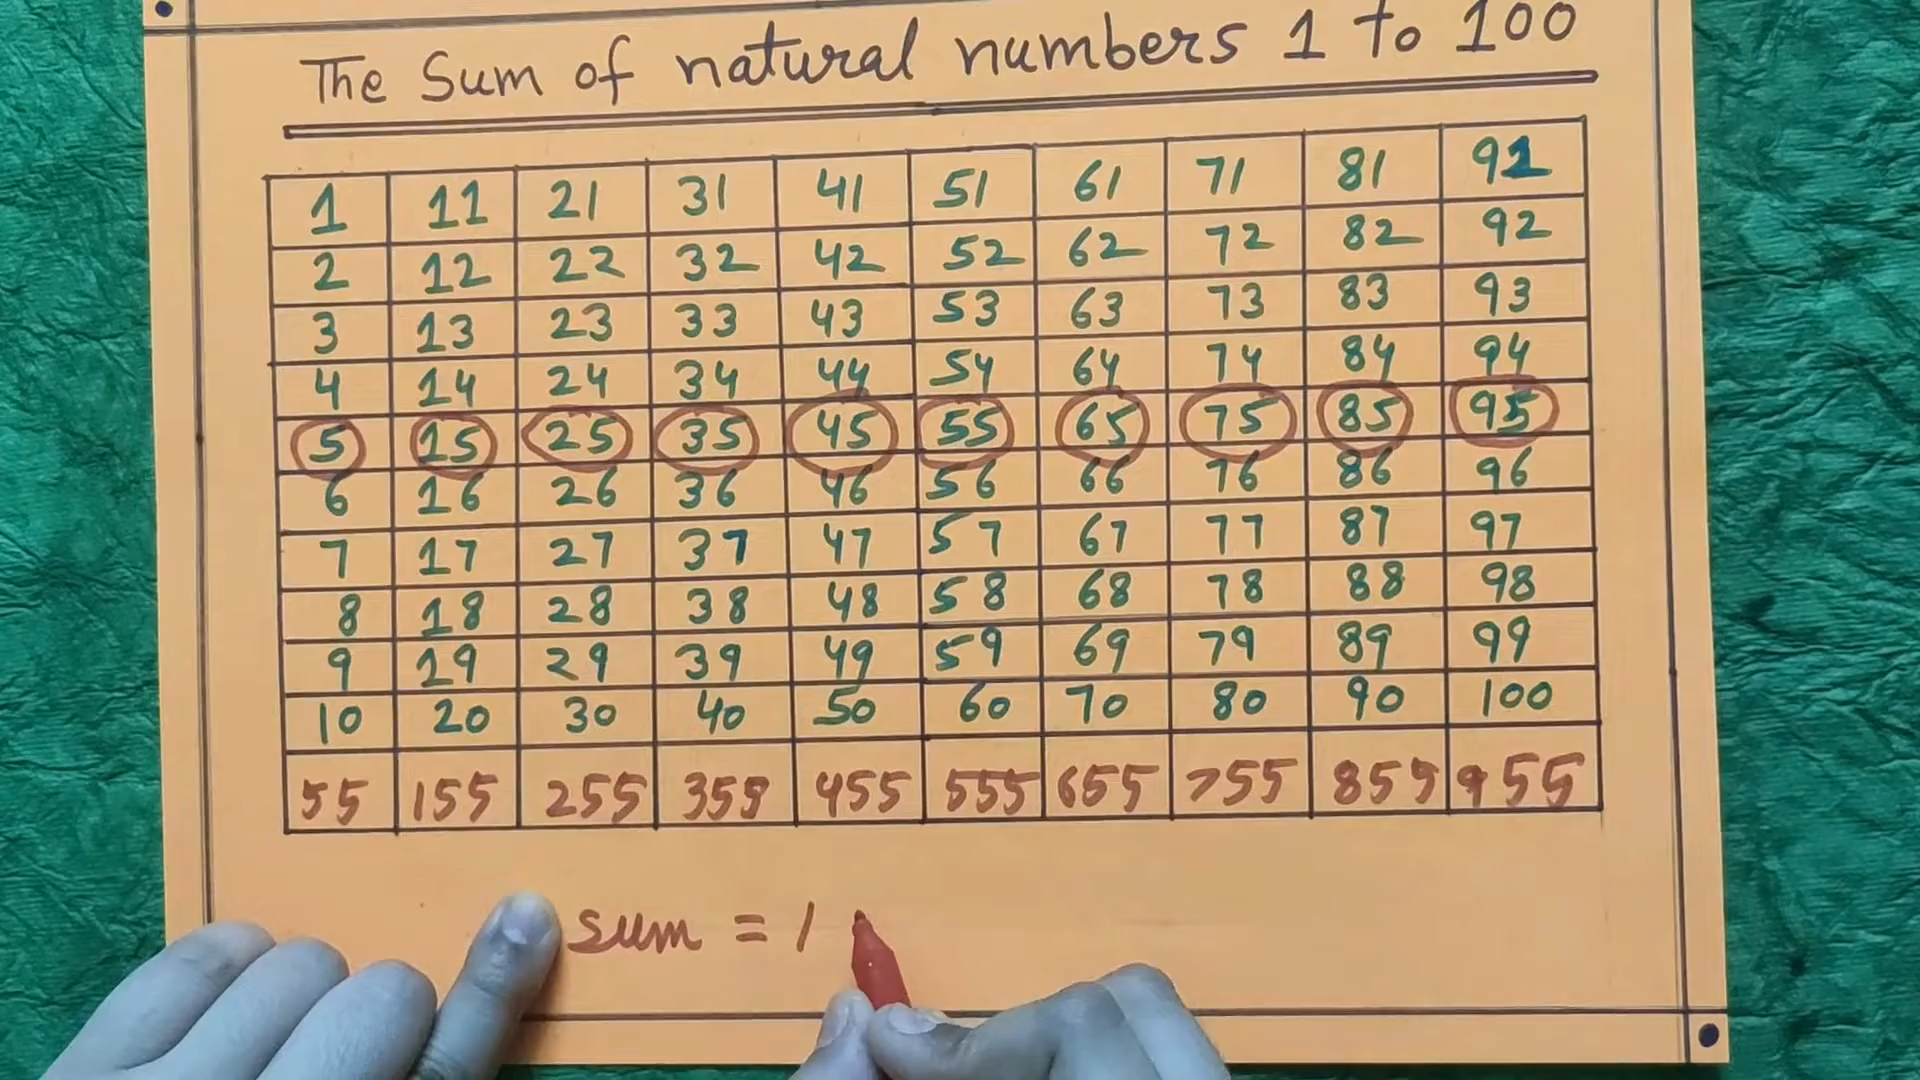 The Sum of natural numbers 1 to 100
1 11 21 31 41 51 61 71 81 91
2 12 22 32 42 52 62 72 82 92
3 13 23 33 43 53 63 73 83 93
4 14 24 34 44 54 64 74 84 94
5 15 25 35 45 55 65 75 85 95
6 16 26 36 46 56 66 76 86 96
7 17 27 37 47 57 67 77 87 97
8 18 28 38 48 58 68 78 88 98
9 19 29 39 49 59 69 79 89 99
10 20 30 40 50 60 70 80 90 100
55 155 255 355 455 555 655 755 855 955
sum = 1